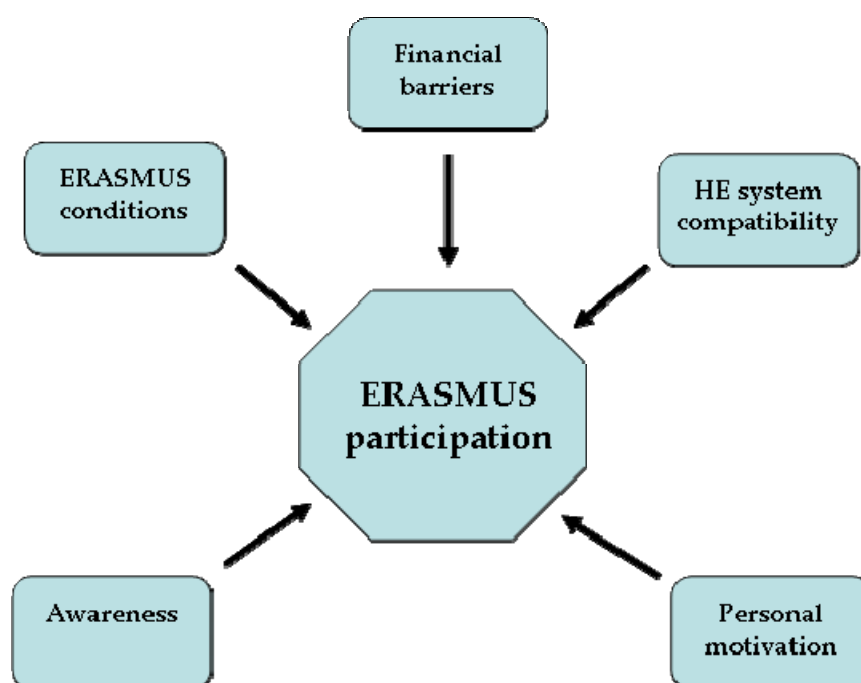 Financial
barriers
ERASMUS
conditions
HE system
compatibility
ERASMUS
participation
Awareness
Personal
motivation